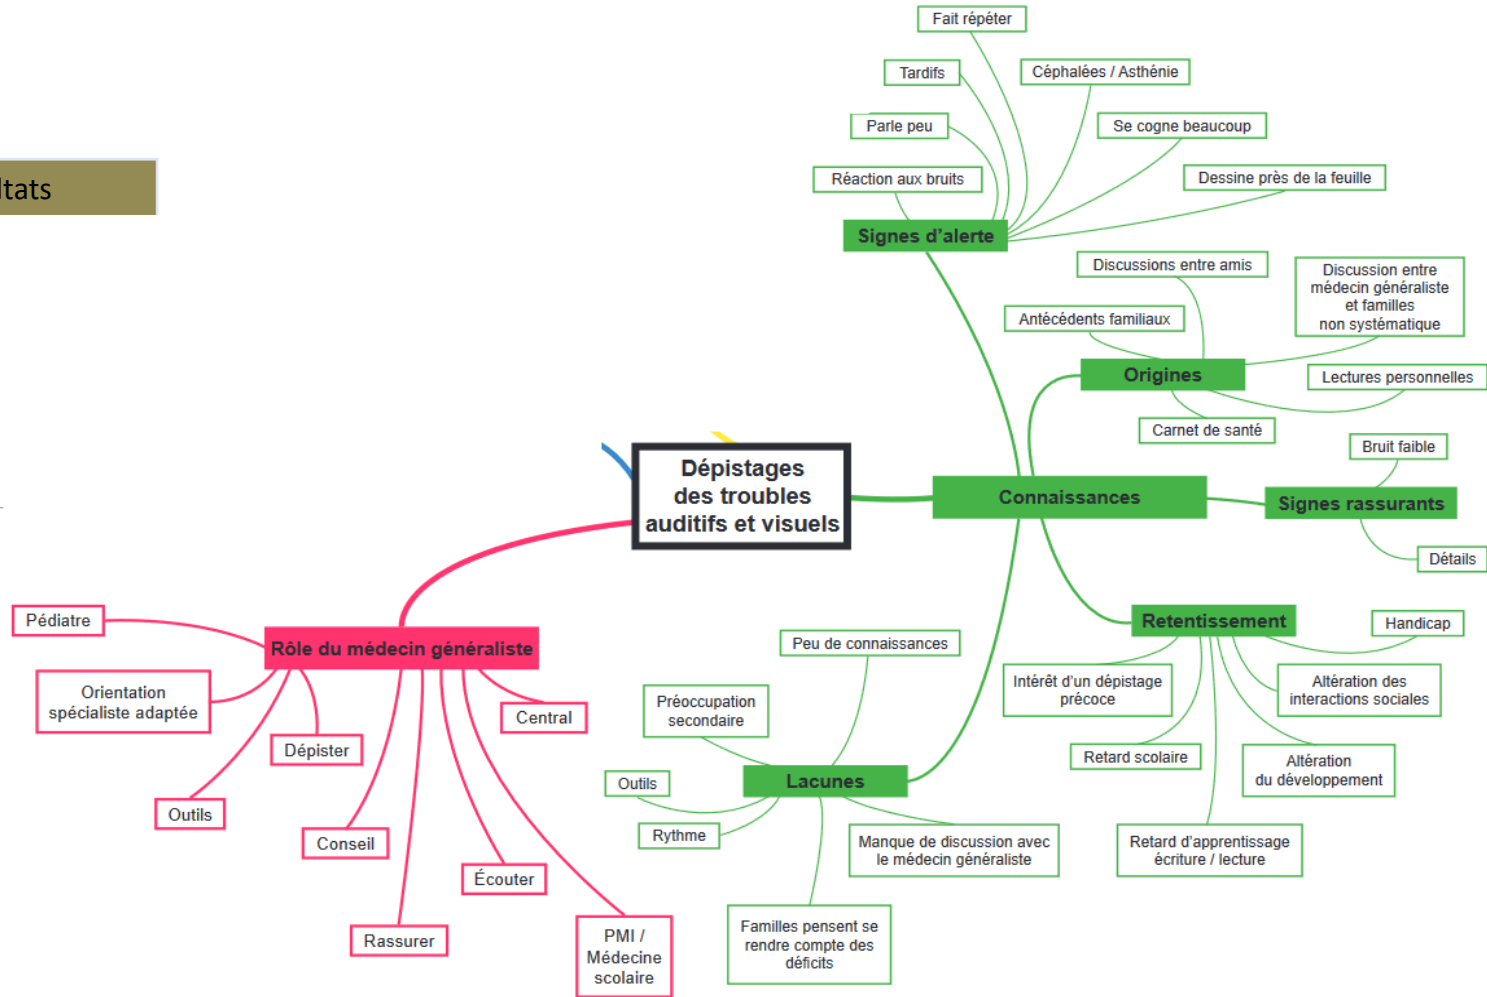 Fait répéter
Tardifs
Céphalées / Asthénie
Parle peu
Se cogne beaucoup
Réaction aux bruits
Dessine près de la feuille
ltats
Signes d'alerte
Discussions entre amis
Discussion entre
médecin généraliste
et familles
non systématique
Antécédents familiaux
Origines
Lectures personnelles
Carnet de santé
Bruit faible
Dépistages
des troubles
auditifs et visuels
Connaissances
Signes rassurants
Détails
Pédiatre
Rôle du médecin généraliste
Retentissement
Handicap
Peu de connaissances
Intérêt d'un dépistage
précoce
Altération des
interactions sociales
Orientation
spécialiste adaptée
Préoccupation
secondaire
Central
Dépister
Retard scolaire
Altération
du développement
Lacunes
Outils
Outils
Rythme
Conseil
Manque de discussion avec
le médecin généraliste
Retard d'apprentissage
écriture / lecture
Écouter
Rassurer
PMI /
Médecine
scolaire
Familles pensent se
rendre compte des
déficits